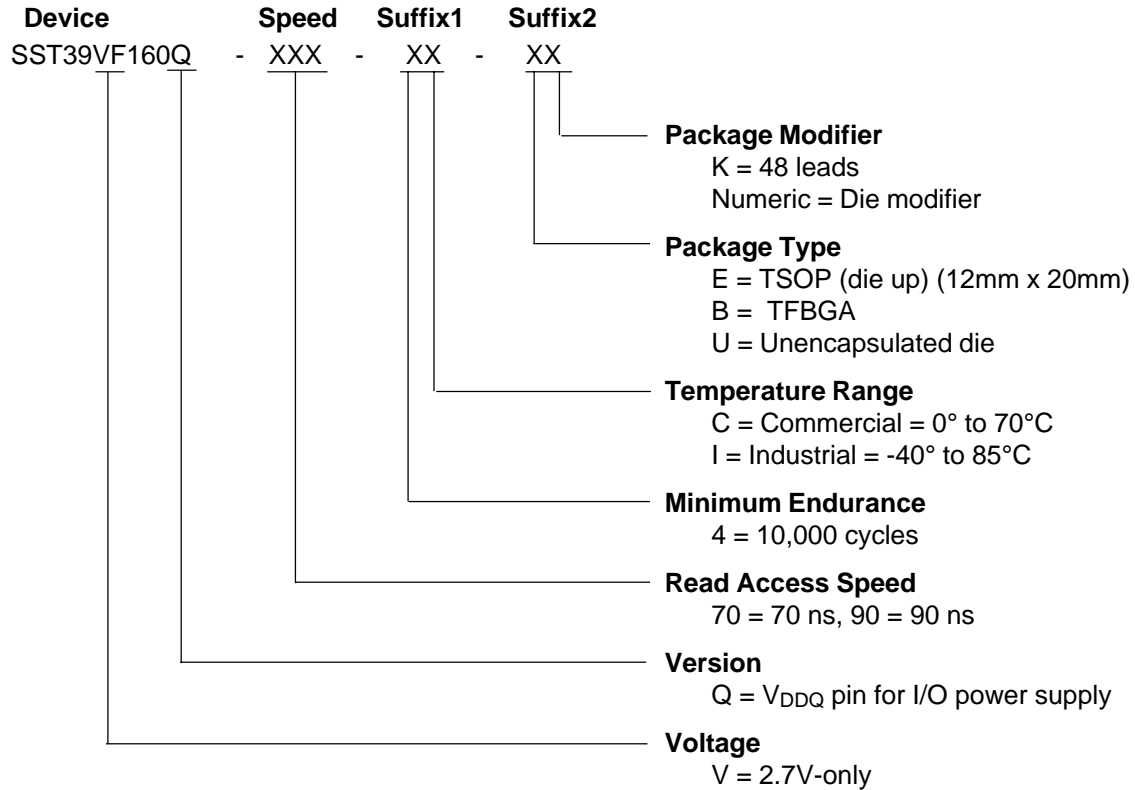 Device Speed Suffix1 Suffix2
SST39VF160Q - XXX - XX - XX
Package Modifier
K = 48 leads
Numeric = Die modifier
Package Type
E = TSOP (die up) (12mm x 20mm)
B = TFBGA
U = Unencapsulated die
Temperature Range
C = Commercial = 0° to 70°C
I = Industrial = -40° to 85°C
Minimum Endurance
4 = 10,000 cycles
Read Access Speed
70 = 70 ns, 90 = 90 ns
Version
Q = VDDQ pin for I/O power supply
Voltage
V = 2.7V-only